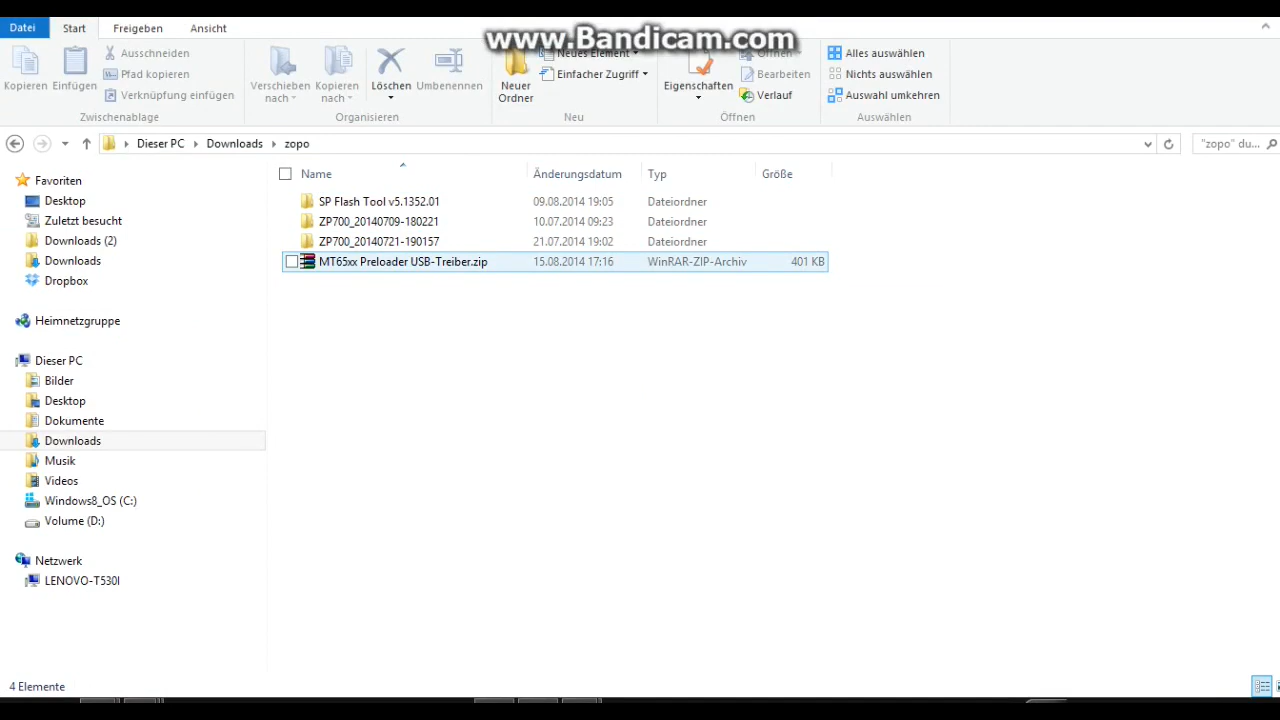 www.Bandicam.com
Datei Start Freigeben Ansicht
Kopieren Einfügen Ausschneiden
Pfad kopieren
Verknüpfung einfügen
Zwischenablage
Verschieben nach Kopieren nach Löschen Umbenennen
Organisieren
Neuer Ordner Neues Element
Einfacher Zugriff
Neu
Eigenschaften Öffnen
Bearbeiten
Verlauf
Öffnen
Alles auswählen
Nichts auswählen
Auswahl umkehren
Auswählen
Dieser PC Downloads zopo
"zopo" du...
Favoriten
Desktop
Zuletzt besucht
Downloads (2)
Downloads
Dropbox
Heimnetzgruppe
Dieser PC
Bilder
Desktop
Dokumente
Downloads
Musik
Videos
Windows8_OS (C:)
Volume (D:)
Netzwerk
LENOVO-T530I
Name Änderungsdatum Typ Größe
SP Flash Tool v5.1352.01 09.08.2014 19:05 Dateiordner
ZP700_20140709-180221 10.07.2014 09:23 Dateiordner
ZP700_20140721-190157 21.07.2014 19:02 Dateiordner
MT65xx Preloader USB-Treiber.zip 15.08.2014 17:16 WinRAR-ZIP-Archiv 401 KB
4 Elemente